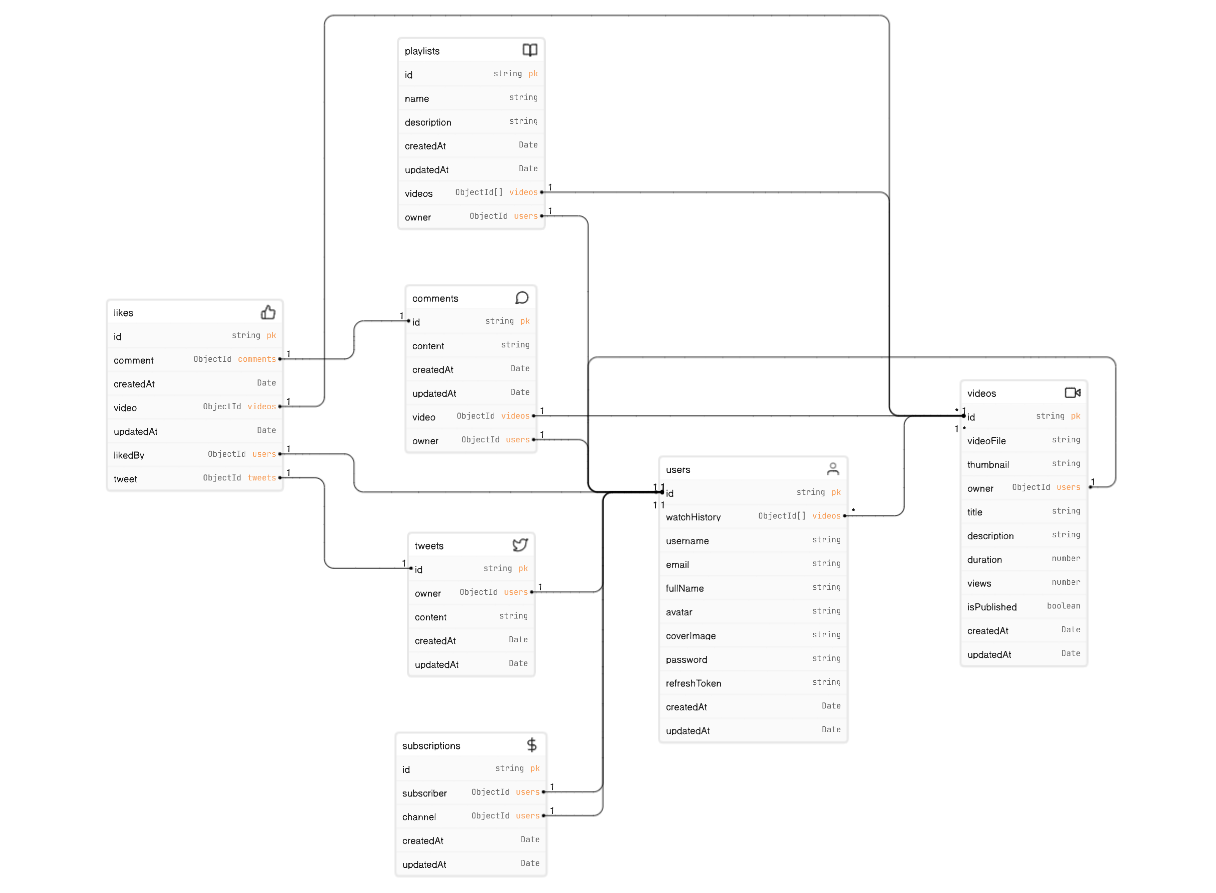 playlists
id string pk
name string
description string
createdAt Date
updatedAt Date
videos ObjectId[] videos 1
owner ObjectId users 1
likes
id string pk
comment ObjectId comments 1
createdAt Date
video ObjectId videos 1
updatedAt Date
likedBy ObjectId users 1
tweet ObjectId tweets 1
comments
1 id string pk
content string
createdAt Date
updatedAt Date
video ObjectId videos 1
owner ObjectId users 1
tweets
1 id string pk
owner ObjectId users 1
content string
createdAt Date
updatedAt Date
subscriptions
id string pk
subscriber ObjectId users 1
channel ObjectId users 1
createdAt Date
updatedAt Date
users
1 1
id string pk
1 1
watchHistory ObjectId[] videos *
username string
email string
fullName string
avatar string
coverImage string
password string
refreshToken string
createdAt Date
updatedAt Date
videos
* 1
id string pk
1 *
videoFile string
thumbnail string
owner ObjectId users 1
title string
description string
duration number
views number
isPublished boolean
createdAt Date
updatedAt Date